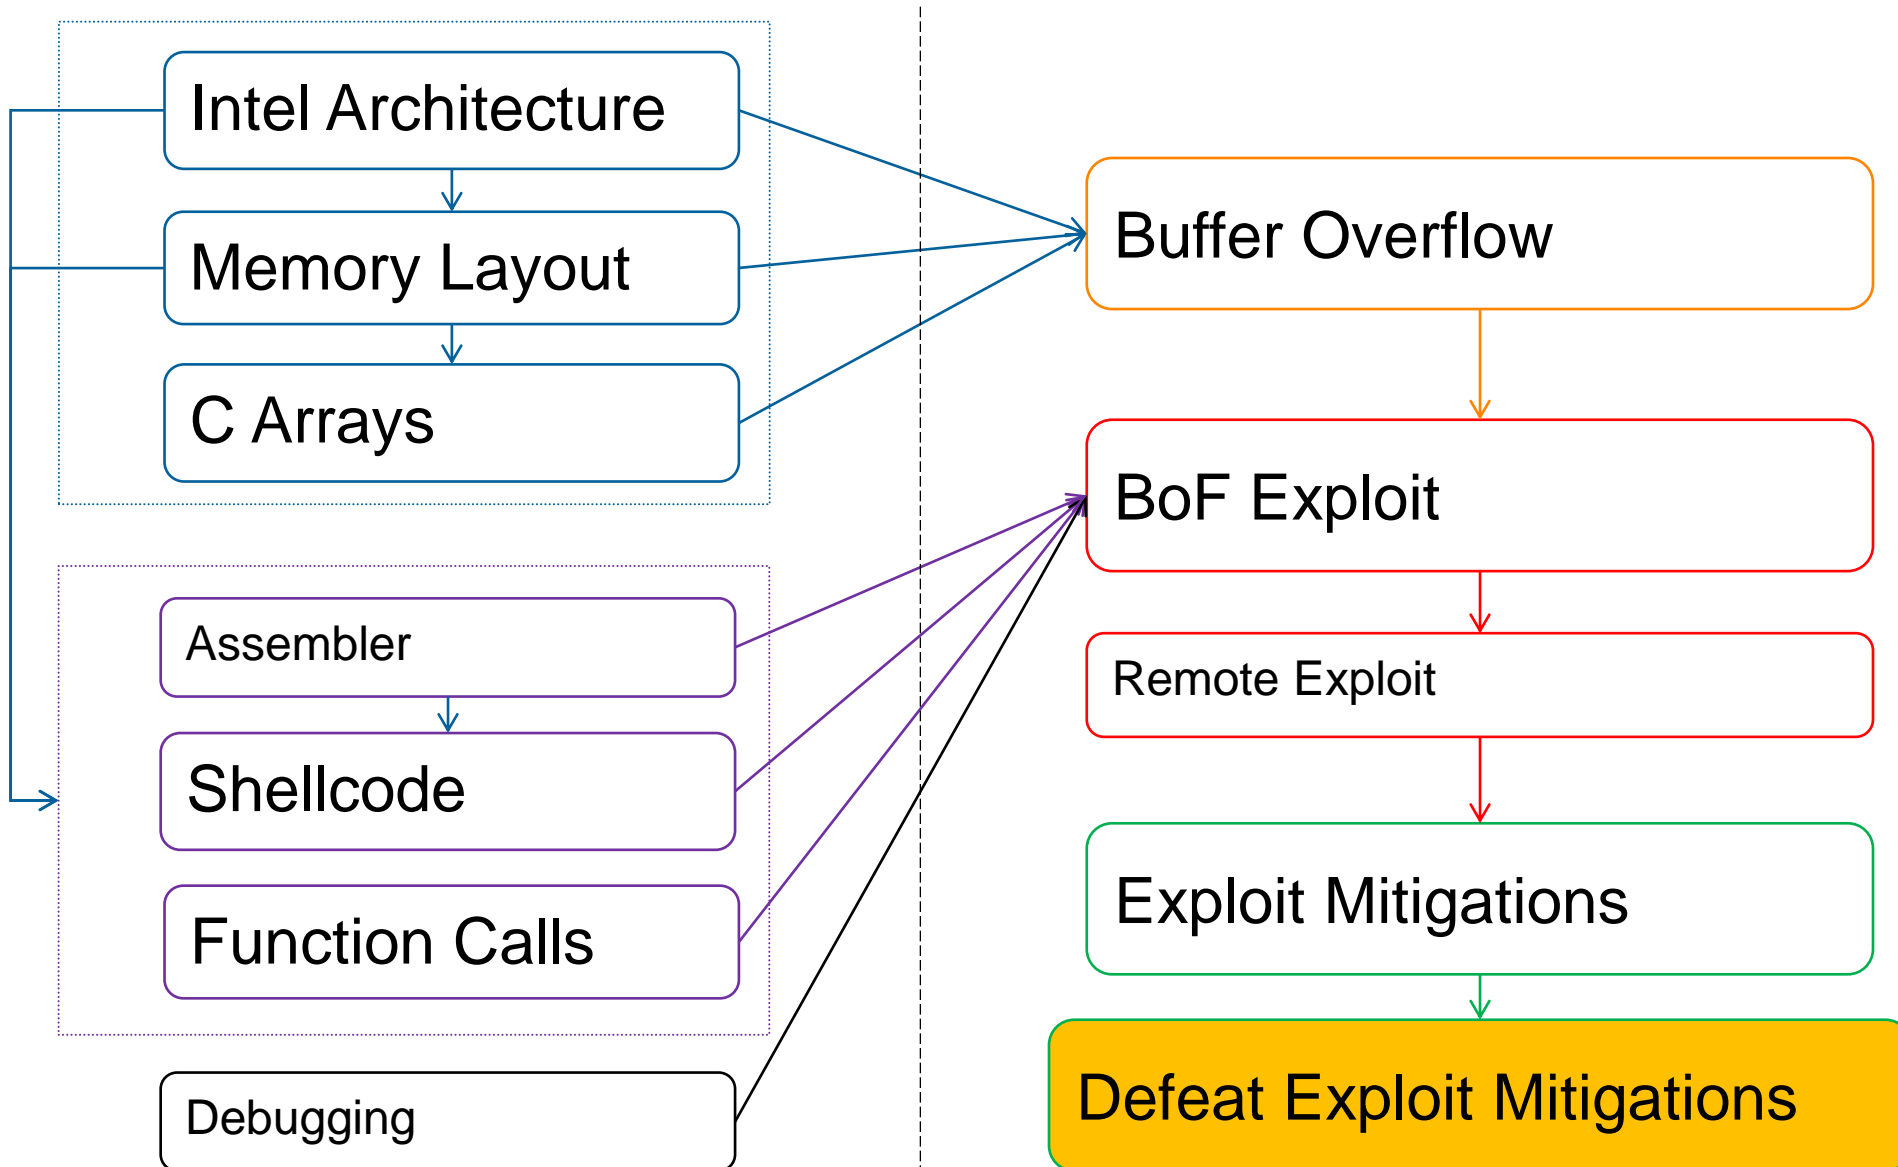 Intel Architecture
Memory Layout
C Arrays
Assembler
Shellcode
Function Calls
Debugging
Buffer Overflow
BoF Exploit
Remote Exploit
Exploit Mitigations
Defeat Exploit Mitigations